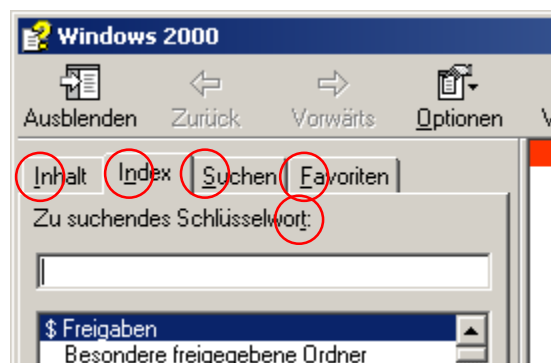 Windows 2000
Ausblenden Zurück Vorwärts Optionen
Inhalt Index Suchen Favoriten
Zu suchendes Schlüsselwort:
$ Freigaben
Besondere freigegebene Ordner